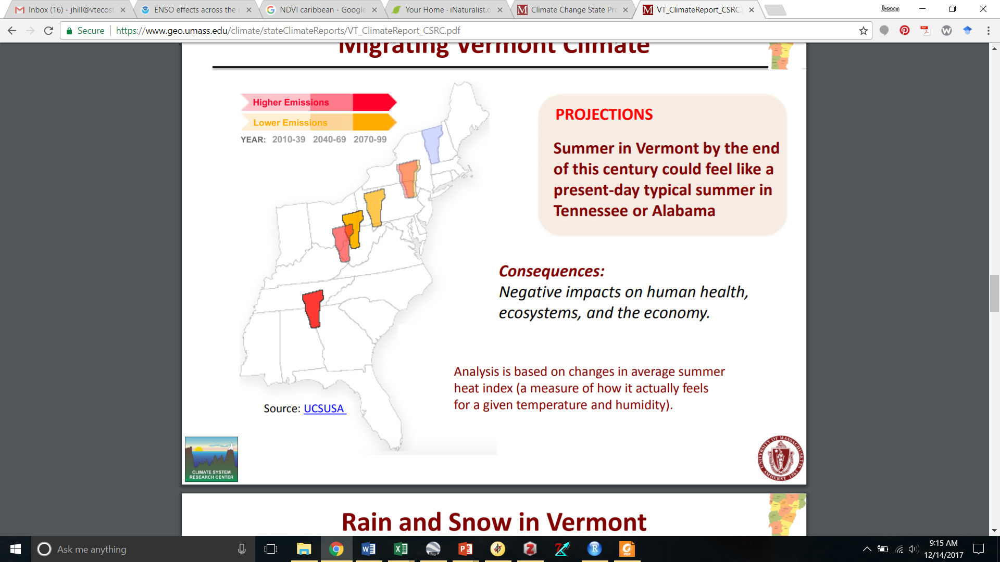 Inbox (16) - jhill@vtecost
ENSO effects across the
NDVI caribbean - Google
Your Home · iNaturalist.o
Climate Change State Pro
VT_ClimateReport_CSRC.p
Jason
Secure
https://www.geo.umass.edu/climate/stateClimateReports/VT_ClimateReport_CSRC.pdf
Migrating Vermont Climate
Higher Emissions
Lower Emissions
YEAR: 2010-39 2040-69 2070-99
PROJECTIONS
Summer in Vermont by the end
of this century could feel like a
present-day typical summer in
Tennessee or Alabama
Consequences:
Negative impacts on human health,
ecosystems, and the economy.
Analysis is based on changes in average summer
heat index (a measure of how it actually feels
for a given temperature and humidity).
Source: UCSUSA
CLIMATE SYSTEM
RESEARCH CENTER
UNIVERSITY OF MASSACHUSETTS
AMHERST 1863
Rain and Snow in Vermont
Ask me anything
9:15 AM
12/14/2017